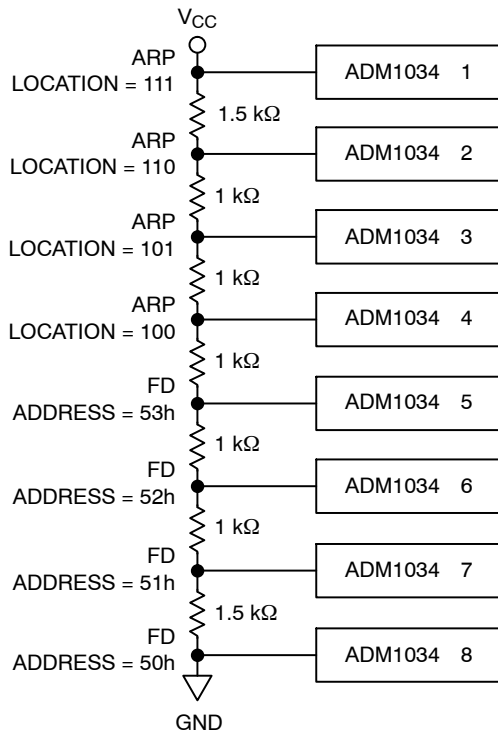 VCC
ARP
LOCATION = 111
ADM1034 1
1.5 kΩ
ARP
LOCATION = 110
ADM1034 2
1 kΩ
ARP
LOCATION = 101
ADM1034 3
1 kΩ
ARP
LOCATION = 100
ADM1034 4
1 kΩ
FD
ADDRESS = 53h
ADM1034 5
1 kΩ
FD
ADDRESS = 52h
ADM1034 6
1 kΩ
FD
ADDRESS = 51h
ADM1034 7
1.5 kΩ
FD
ADDRESS = 50h
ADM1034 8
GND